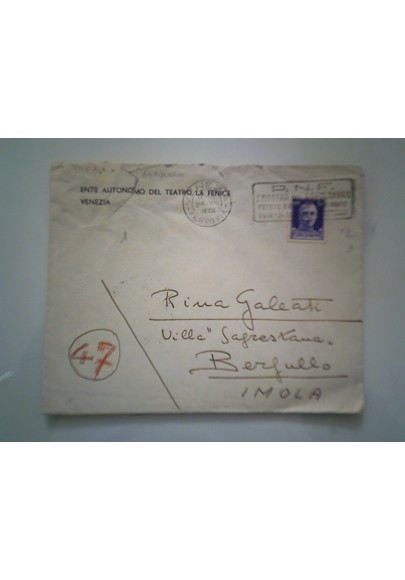 ENTE AUTONOMO DEL TEATRO LA FENICE
VENEZIA
P.N.F.
Rina Galeati
Villa "Sagrestana"
Bergullo
IMOLA
47